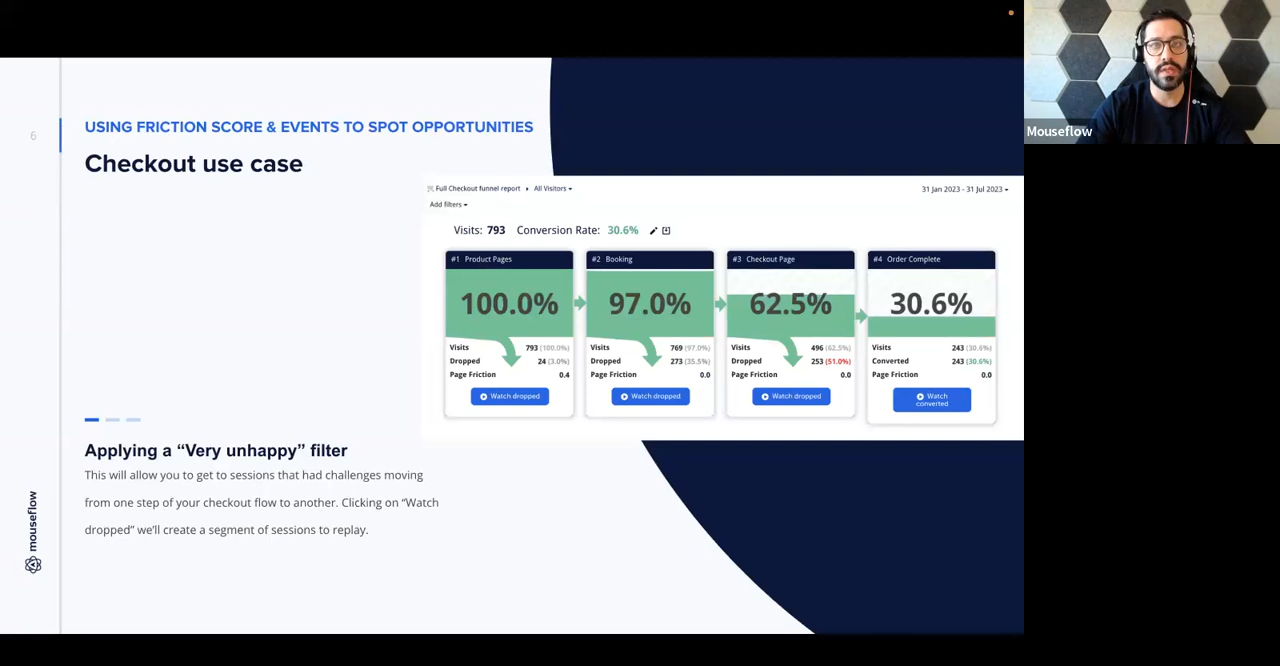 6
USING FRICTION SCORE & EVENTS TO SPOT OPPORTUNITIES
Checkout use case
Full Checkout funnel report
All Visitors
31 Jan 2023 - 31 Jul 2023
Add filters
Visits: 793 Conversion Rate: 30.6%
#1 Product Pages
100.0%
Visits 793 (100.0%)
Dropped 24 (3.0%)
Page Friction 0.4
Watch dropped
#2 Booking
97.0%
Visits 769 (97.0%)
Dropped 273 (35.5%)
Page Friction 0.0
Watch dropped
#3 Checkout Page
62.5%
Visits 496 (62.5%)
Dropped 253 (51.0%)
Page Friction 0.0
Watch dropped
#4 Order Complete
30.6%
Visits 243 (30.6%)
Converted 243 (30.6%)
Page Friction 0.0
Watch
converted
Applying a “Very unhappy” filter
This will allow you to get to sessions that had challenges moving
from one step of your checkout flow to another. Clicking on “Watch
dropped” we’ll create a segment of sessions to replay.
mouseflow
Mouseflow